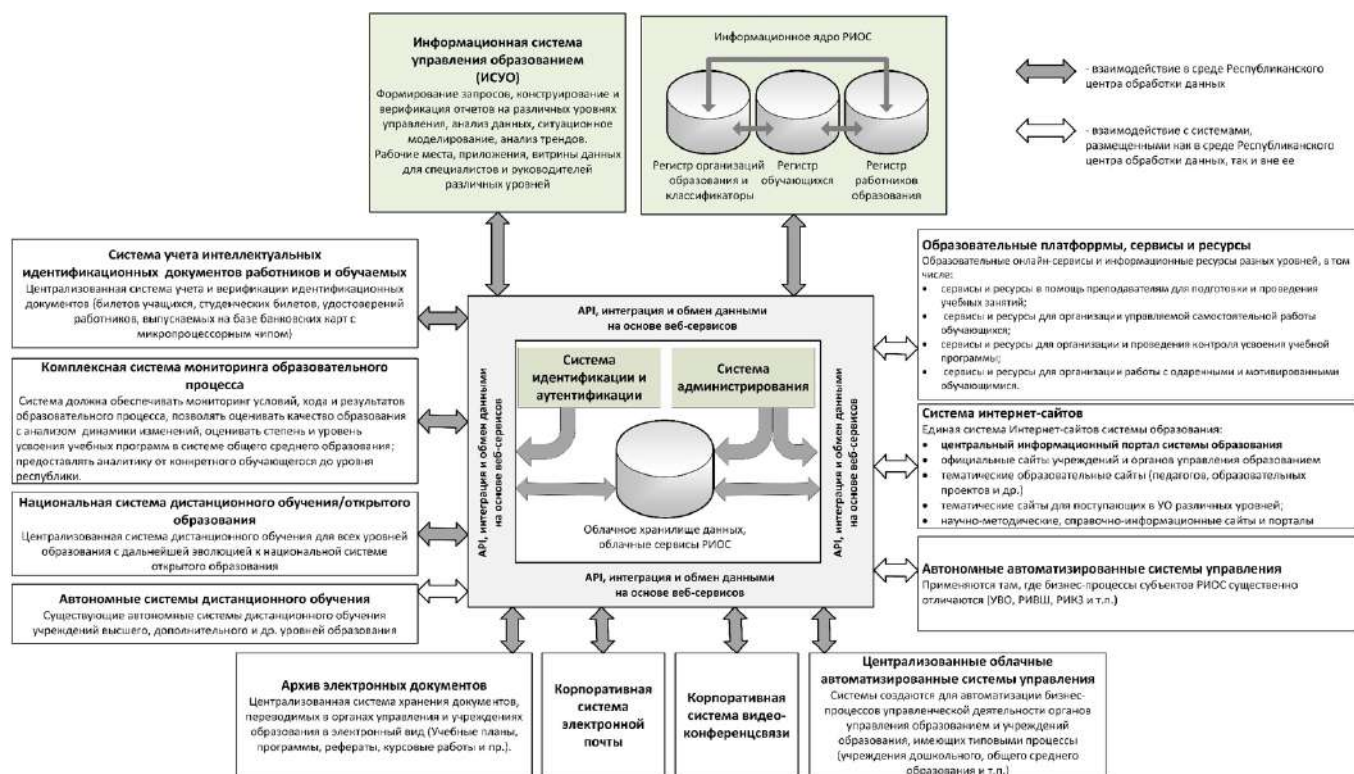 Информационная система
управления образованием
(ИСУО)
Формирование запросов, конструирование и
верификация отчетов на различных уровнях
управления, анализ данных, ситуационное
моделирование, анализ трендов.
Рабочие места, приложения, витрины данных
для специалистов и руководителей
различных уровней
Информационное ядро РИОС
Регистр организаций
образования и
классификаторы
Регистр
обучающихся
Регистр
работников
образования
- взаимодействие в среде Республиканского
центра обработки данных
- взаимодействие с системами,
размещенными как в среде Республиканского
центра обработки данных, так и вне ее
Система учета интеллектуальных
идентификационных документов работников и обучаемых
Централизованная система учета и верификации идентификационных
документов (билетов учащихся, студенческих билетов, удостоверений
работников, выпускаемых на базе банковских карт с
микропроцессорным чипом)
Комплексная система мониторинга образовательного
процесса
Система должна обеспечивать мониторинг условий, хода и результатов
образовательного процесса, позволять оценивать качество образования
с анализом динамики изменений, оценивать степень и уровень
усвоения учебных программ в системе общего среднего образования;
предоставлять аналитику от конкретного обучающегося до уровня
республики.
Национальная система дистанционного обучения/открытого
образования
Централизованная система дистанционного обучения для всех уровней
образования с дальнейшей эволюцией к национальной системе
открытого образования
Автономные системы дистанционного обучения
Существующие автономные системы дистанционного обучения
учреждений высшего, дополнительного и др. уровней образования
API, интеграция и обмен данными
на основе веб-сервисов
API, интеграция и обмен данными
на основе веб-сервисов
Система
идентификации и
аутентификации
Система
администрирования
Облачное хранилище данных,
облачные сервисы РИОС
API, интеграция и обмен данными
на основе веб-сервисов
API, интеграция и обмен данными
на основе веб-сервисов
Образовательные платфоррмы, сервисы и ресурсы
Образовательные онлайн-сервисы и информационные ресурсы разных уровней, в том
числе:
• сервисы и ресурсы в помощь преподавателям для подготовки и проведения
учебных занятий;
• сервисы и ресурсы для организации управляемой самостоятельной работы
обучающихся;
• сервисы и ресурсы для организации и проведения контроля усвоения учебной
программы;
• сервисы и ресурсы для организации работы с одаренными и мотивированными
обучающимися.
Система интернет-сайтов
Единая система Интернет-сайтов системы образования:
• центральный информационный портал системы образования
• официальные сайты учреждений и органов управления образованием
• тематические образовательные сайты (педагогов, образовательных
проектов и др.)
• тематические сайты для поступающих в УО различных уровней;
• научно-методические, справочно-информационные сайты и порталы
Автономные автоматизированные системы управления
Применяются там, где бизнес-процессы субъектов РИОС существенно
отличаются (УВО, РИВШ, РИКЗ и т.п.)
Архив электронных документов
Централизованная система хранения документов,
переводимых в органах управления и учреждениях
образования в электронный вид (Учебные планы,
программы, рефераты, курсовые работы и пр.).
Корпоративная
система
электронной
почты
Корпоративная
система видео-
конференцсвязи
Централизованные облачные
автоматизированные системы управления
Системы создаются для автоматизации бизнес-
процессов управленческой деятельности органов
управления образованием и учреждений
образования, имеющих типовыми процессы
(учреждения дошкольного, общего среднего
образования и т.п.)